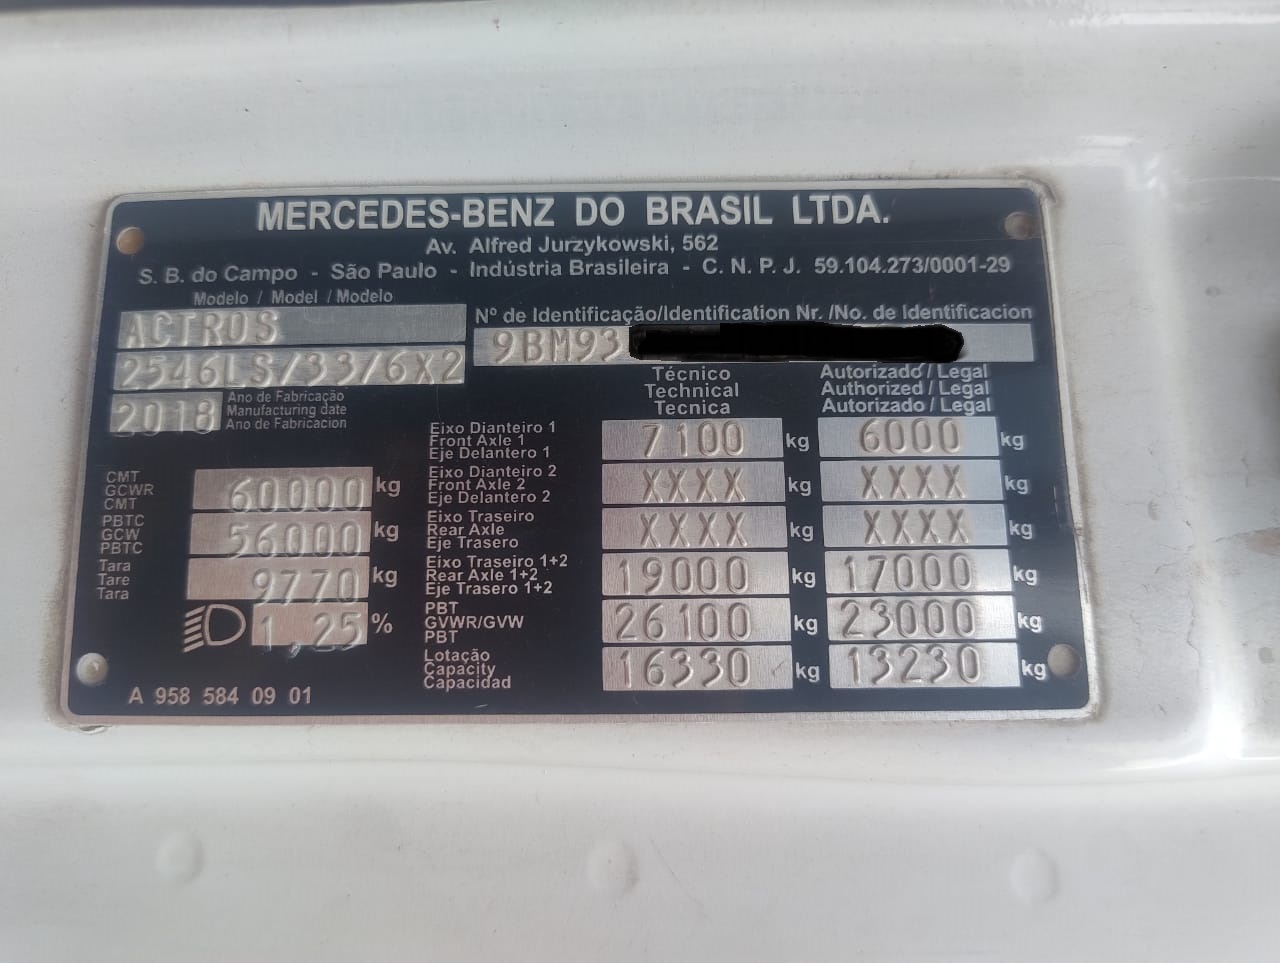 MERCEDES-BENZ DO BRASIL LTDA.
Av. Alfred Jurzykowski, 562
S. B. do Campo - São Paulo - Indústria Brasileira - C. N. P. J. 59.104.273/0001-29
Modelo / Model / Modelo
ACTROS
2546LS/33/6X2
Nº de Identificação/Identification Nr. /No. de Identificacion
9BM93
2018
Ano de Fabricação
Manufacturing date
Ano de Fabricacion
Técnico
Technical
Tecnica
Autorizado / Legal
Authorized / Legal
Autorizado / Legal
CMT
GCWR
CMT
60000 kg
PBTC
GCW
PBTC
56000 kg
Tara
Tare
Tara
9770 kg
1,25 %
A 958 584 09 01
Eixo Dianteiro 1
Front Axle 1
Eje Delantero 1
7100 kg 6000 kg
Eixo Dianteiro 2
Front Axle 2
Eje Delantero 2
XXXX kg XXXX kg
Eixo Traseiro
Rear Axle
Eje Trasero
XXXX kg XXXX kg
Eixo Traseiro 1+2
Rear Axle 1+2
Eje Trasero 1+2
19000 kg 17000 kg
PBT
GVWR/GVW
PBT
26100 kg 23000 kg
Lotação
Capacity
Capacidad
16330 kg 13230 kg